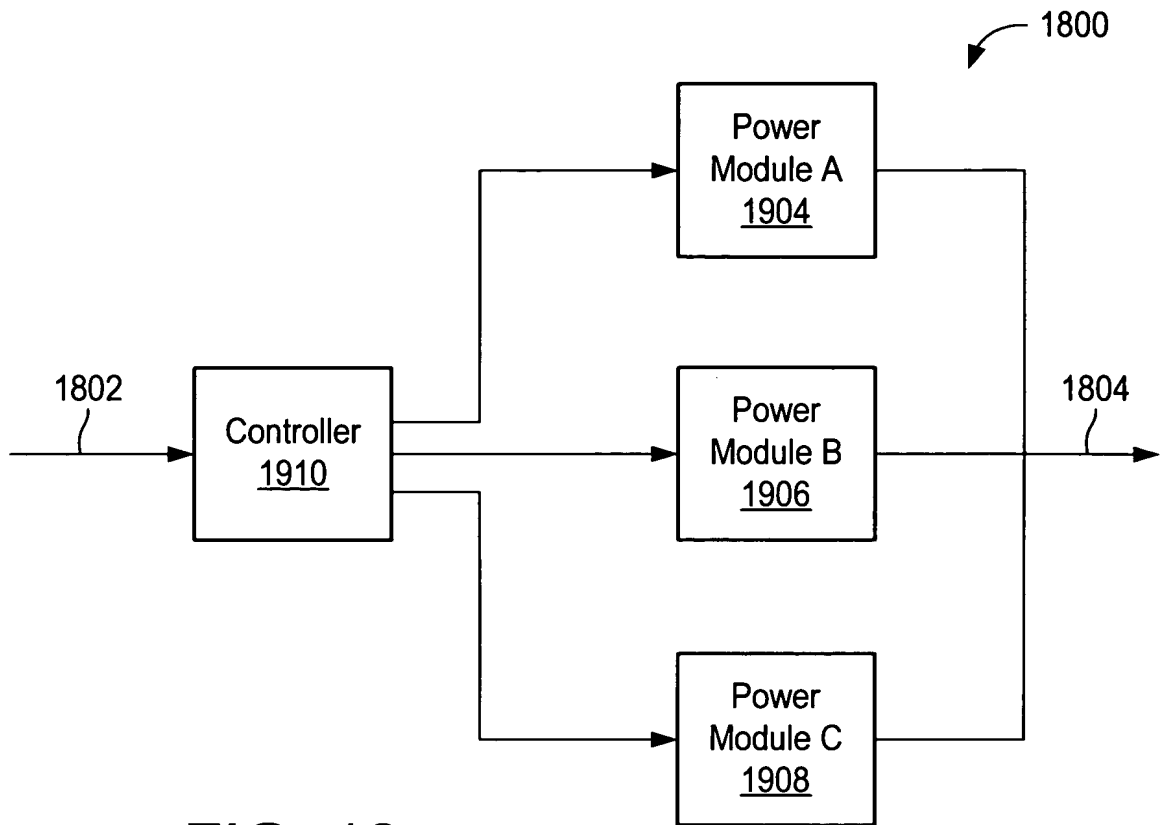 1800
Power
Module A
1904
1802
Controller
1910
Power
Module B
1906
1804
Power
Module C
1908